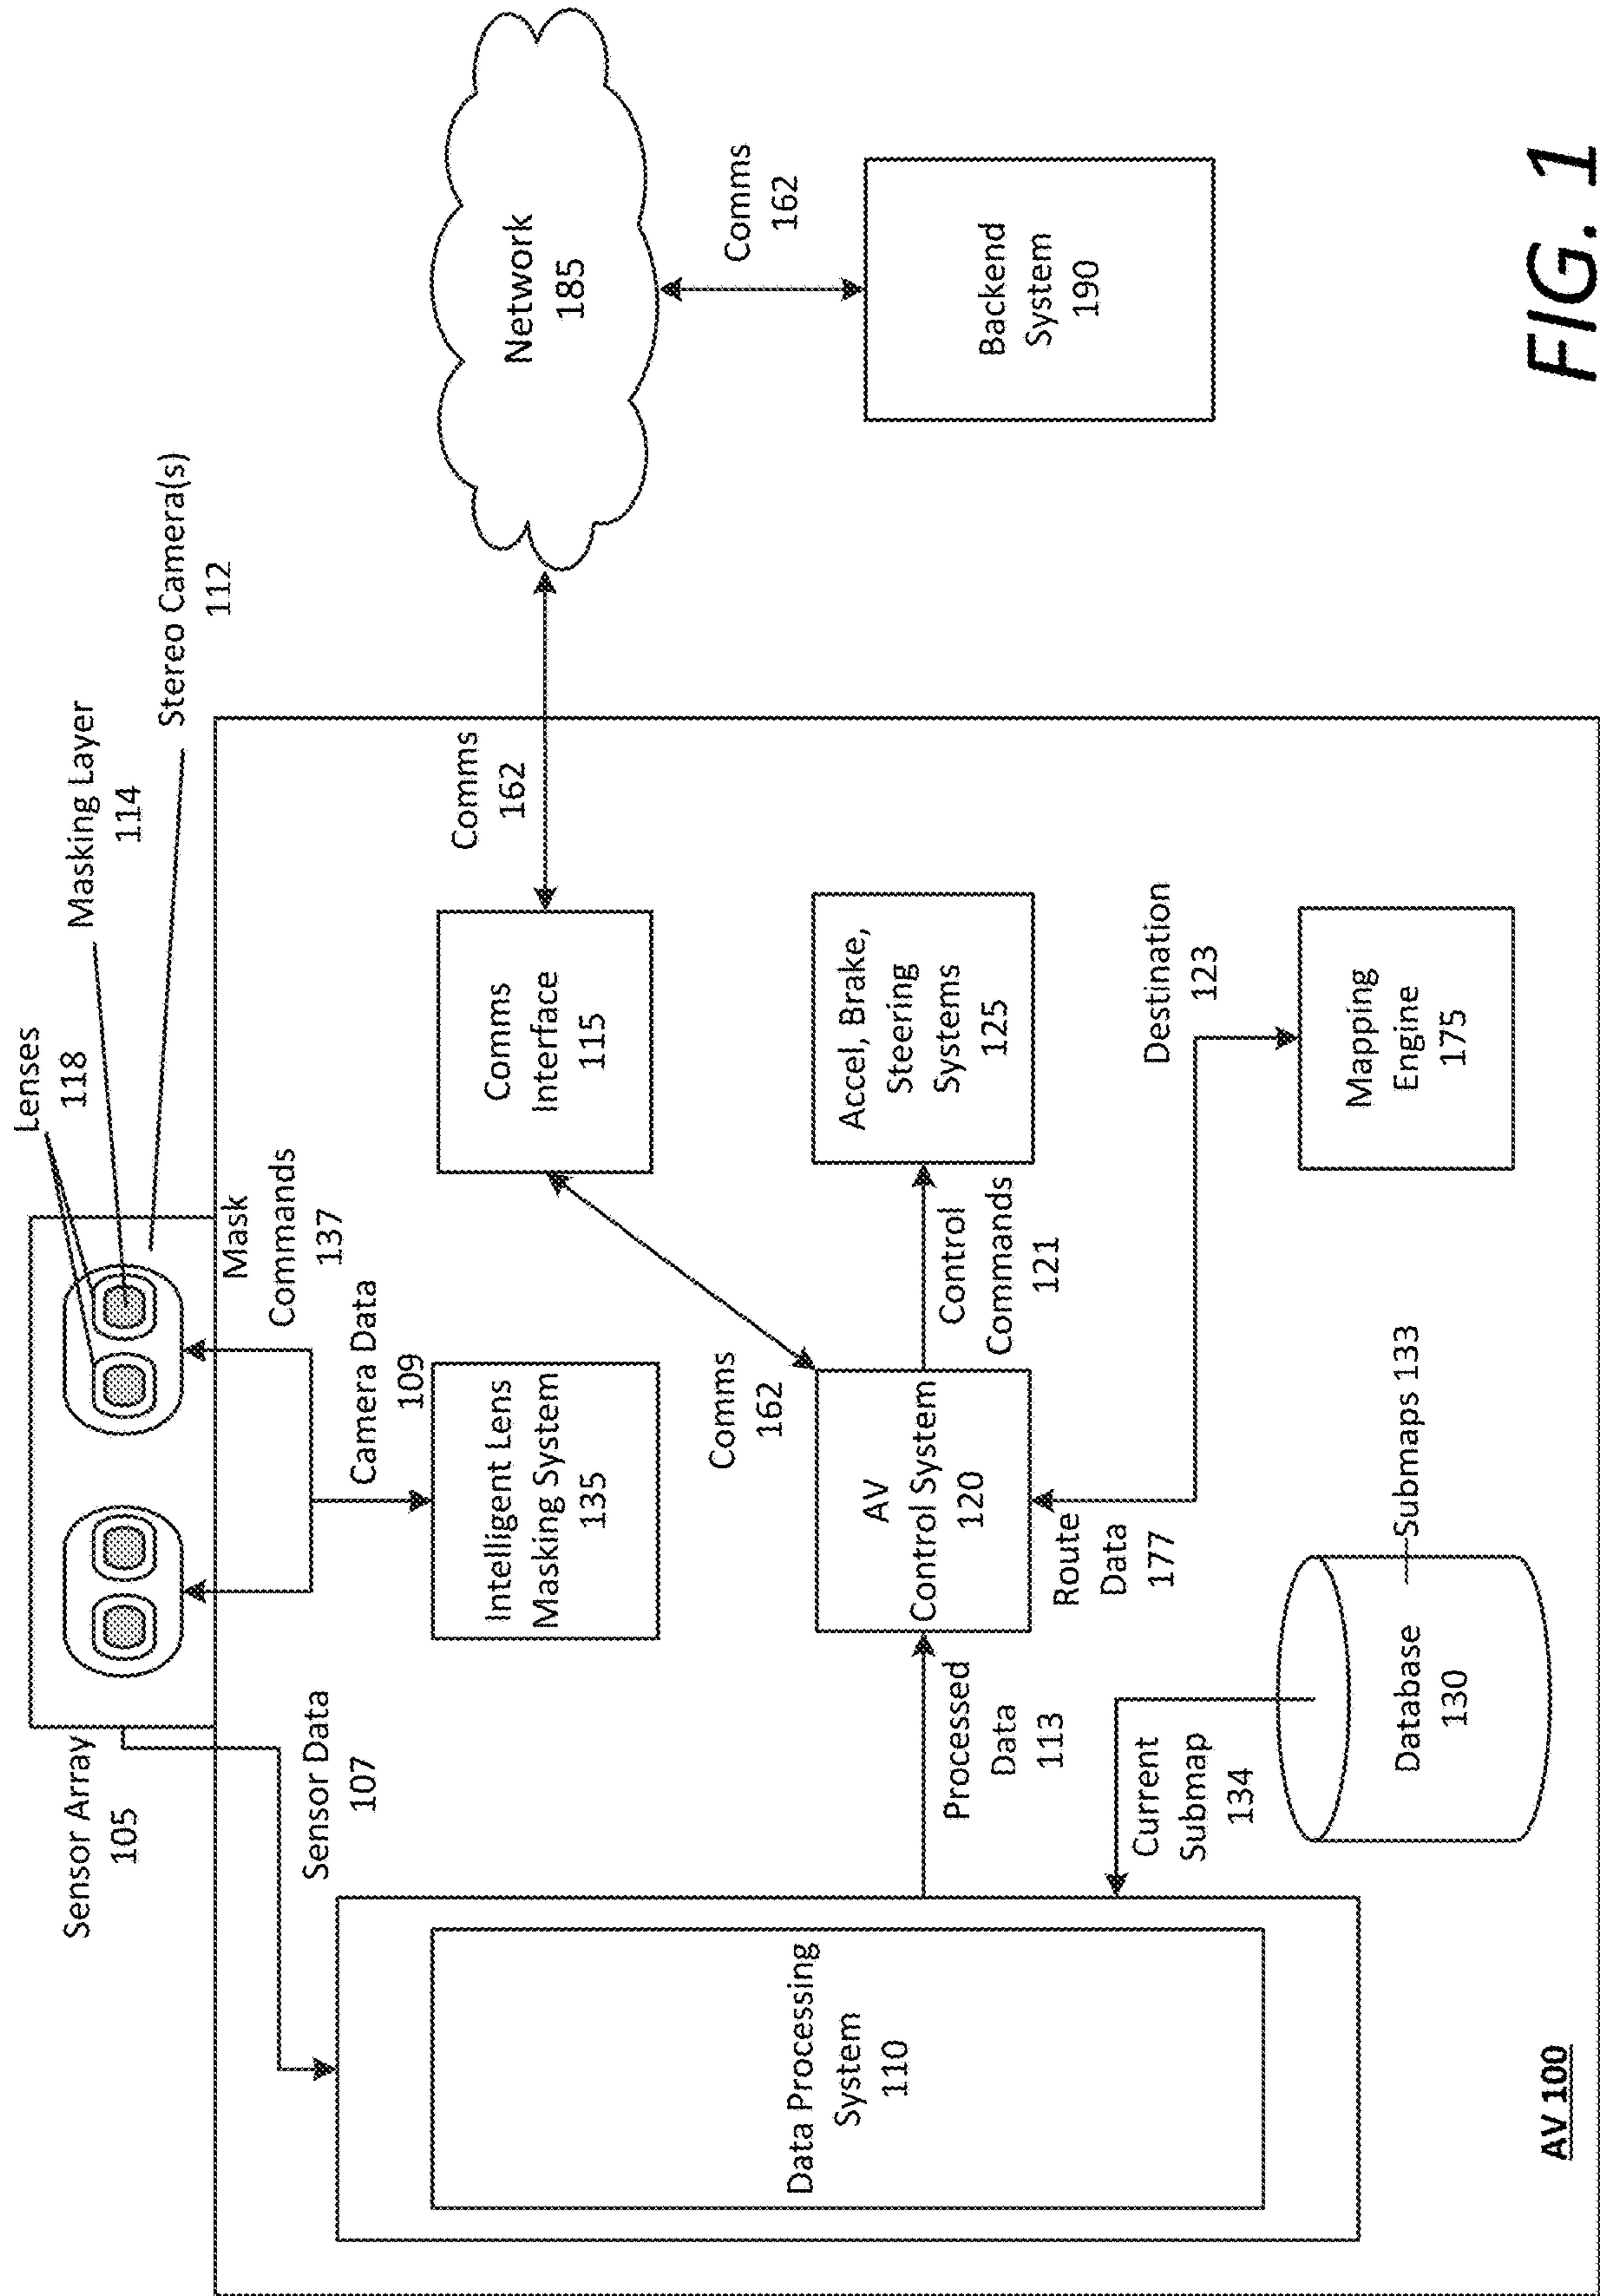 Lenses
118
Masking Layer
114
Stereo Camera(s)
112
Sensor Array
105
Mask
Commands
137
Sensor Data
107
Camera Data
109
Intelligent Lens
Masking System
135
Comms
Interface
115
Comms
162
Network
185
Comms
162
Backend
System
190
Comms
162
Data Processing
System
110
Processed
Data
113
AV
Control System
120
Control
Commands
121
Accel, Brake,
Steering
Systems
125
Current
Submap
134
Route
Data
177
Destination
123
Mapping
Engine
175
Database
130
Submaps 133
AV 100
FIG. 1